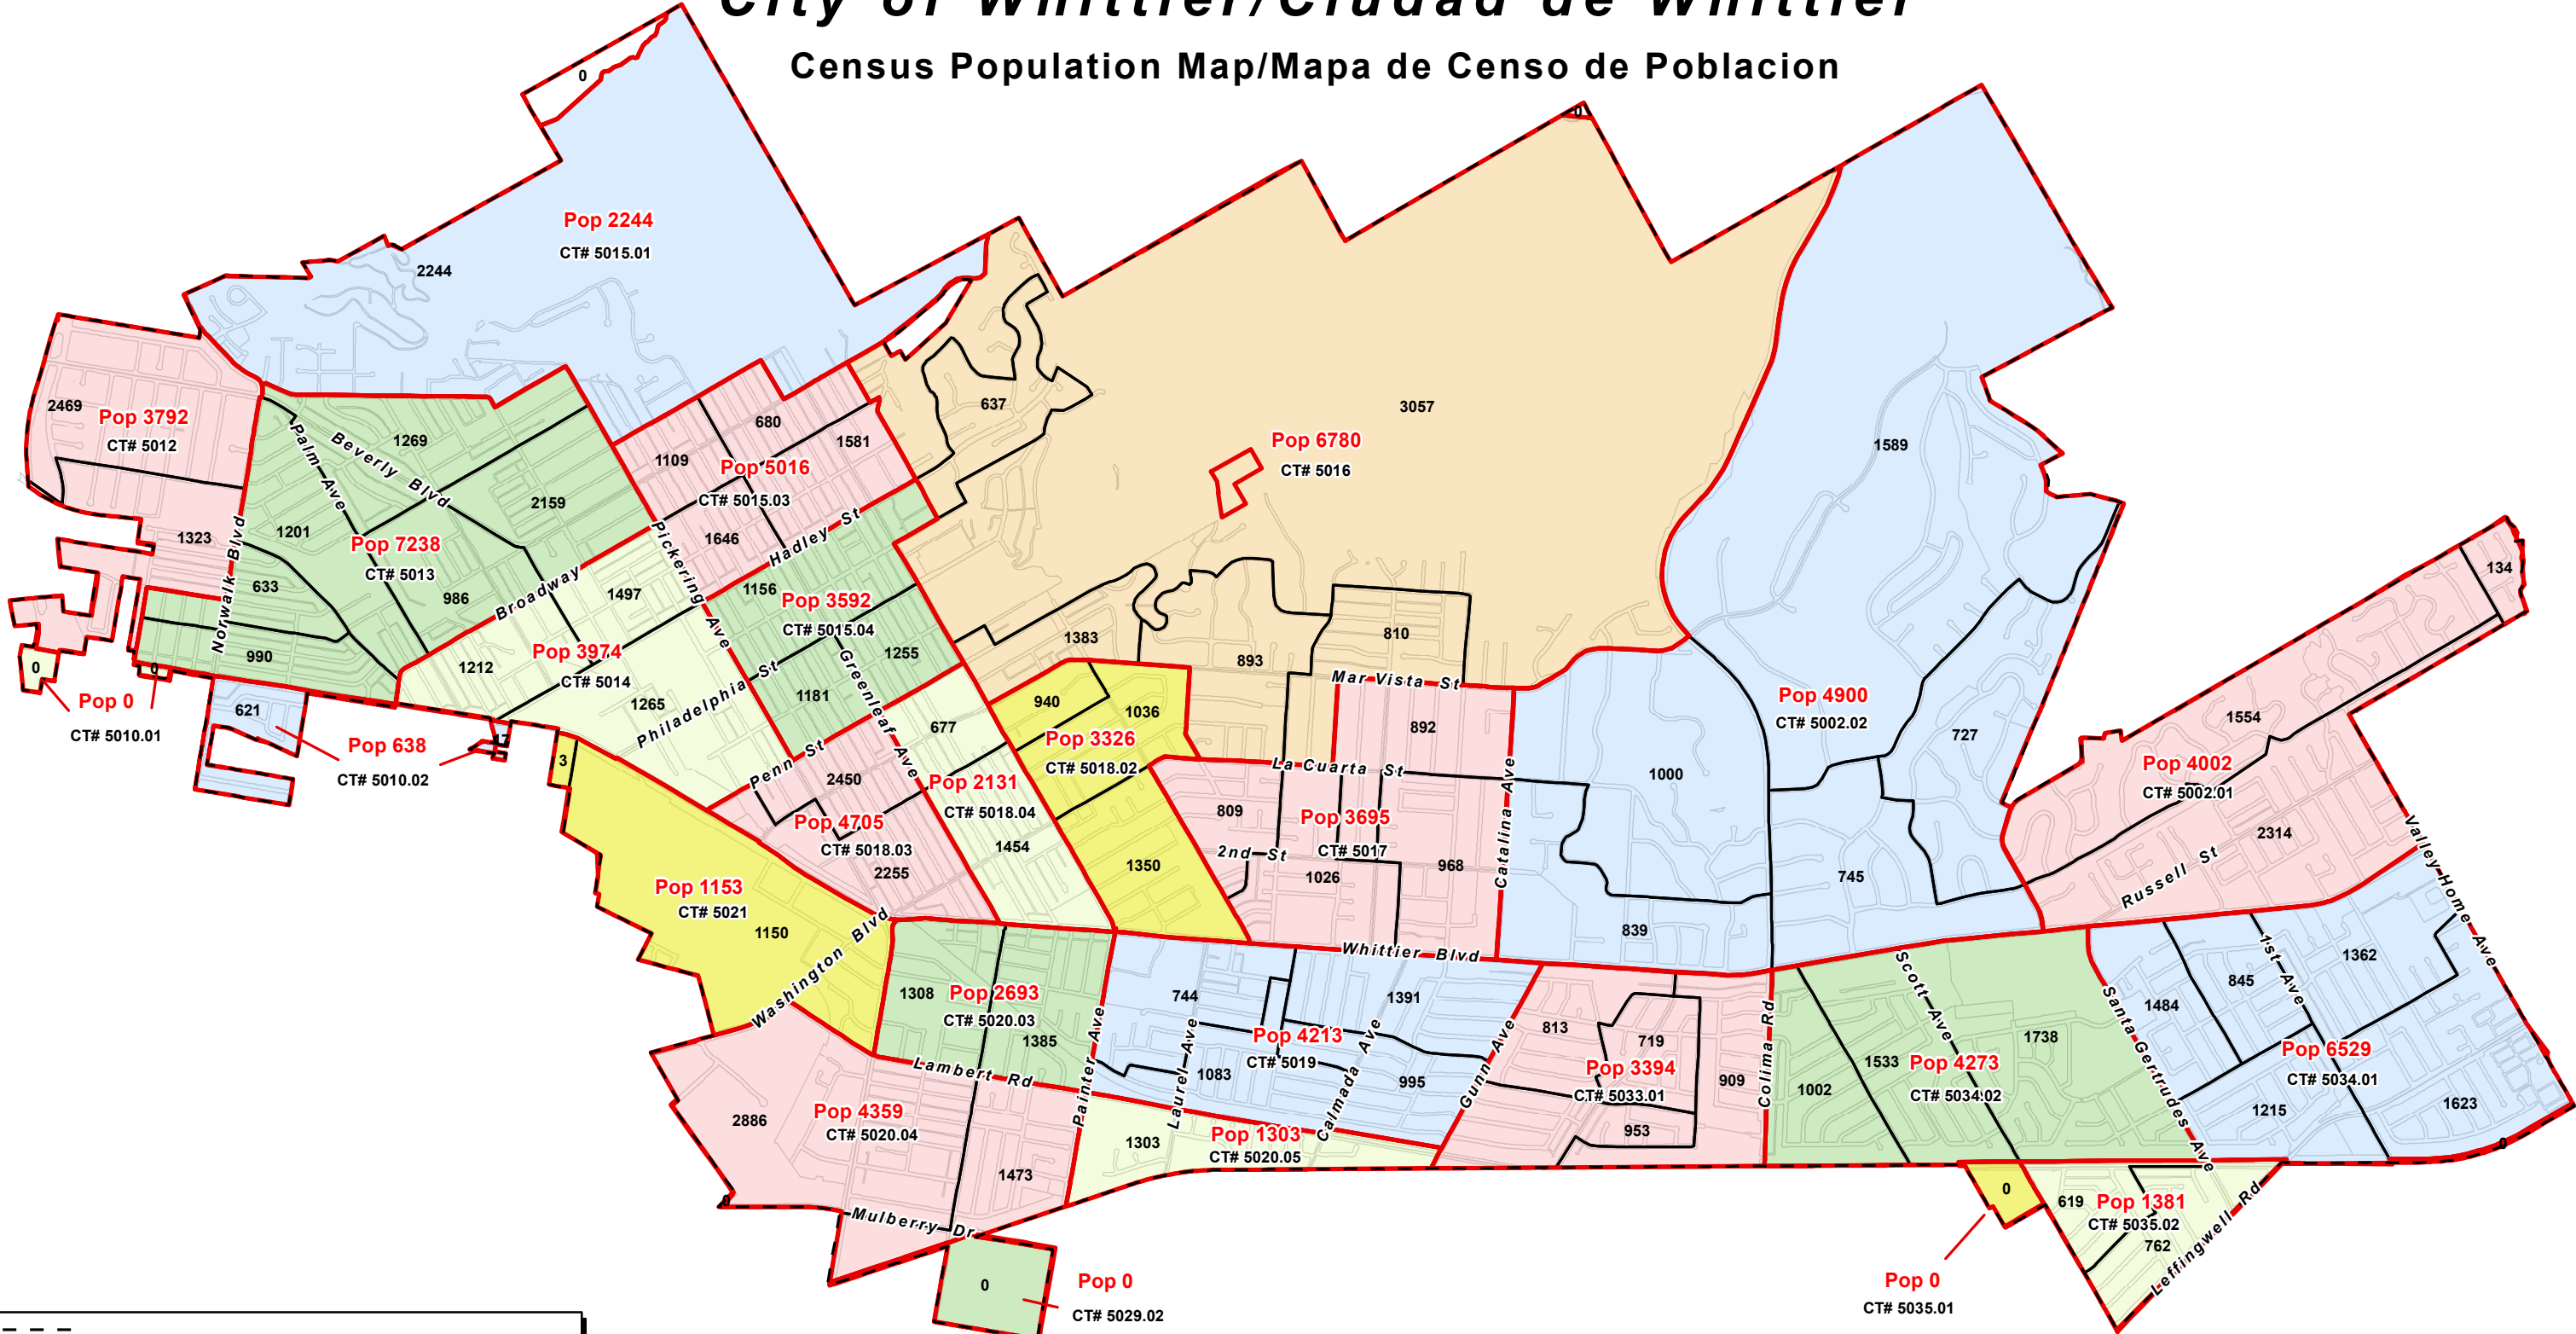 City of Whittier/Ciudad de Whittier
Census Population Map/Mapa de Censo de Poblacion
0
0
Pop 2244
CT# 5015.01
2244
2469
Pop 3792
CT# 5012
1323
1269
Beverly Blvd
Palm Ave
2159
1201
Pop 7238
CT# 5013
633
986
990
Norwalk Blvd
Broadway
680
1581
1109
Pop 5016
CT# 5015.03
1646
Hadley St
Pickering Ave
637
3057
Pop 6780
CT# 5016
1383
893
810
Mar Vista St
1589
1000
Pop 4900
CT# 5002.02
727
745
839
134
1554
Pop 4002
CT# 5002.01
2314
Russell St
Valley Home Ave
1497
1212
Pop 3974
CT# 5014
1265
Philadelphia St
1156
Pop 3592
CT# 5015.04
1255
1181
Greenleaf Ave
Penn St
0
0
Pop 0
CT# 5010.01
621
17
Pop 638
CT# 5010.02
3
677
Pop 2131
CT# 5018.04
1454
2450
Pop 4705
CT# 5018.03
2255
940
1036
Pop 3326
CT# 5018.02
1350
892
La Cuarta St
809
Pop 3695
CT# 5017
2nd St
1026
968
Catalina Ave
Whittier Blvd
Pop 1153
CT# 5021
1150
Washington Blvd
1308
Pop 2693
CT# 5020.03
1385
Lambert Rd
Painter Ave
744
1391
Pop 4213
CT# 5019
1083
995
Laurel Ave
Calmada Ave
Gunn Ave
813
719
Pop 3394
CT# 5033.01
909
953
Colima Rd
1002
1533
Scott Ave
1738
Pop 4273
CT# 5034.02
Santa Gertrudes Ave
1484
845
1st Ave
1362
Pop 6529
CT# 5034.01
1215
1623
0
2886
Pop 4359
CT# 5020.04
1473
0
Mulberry Dr
1303
Pop 1303
CT# 5020.05
0
Pop 0
CT# 5029.02
0
Pop 0
CT# 5035.01
619
Pop 1381
CT# 5035.02
762
Leffingwell Rd